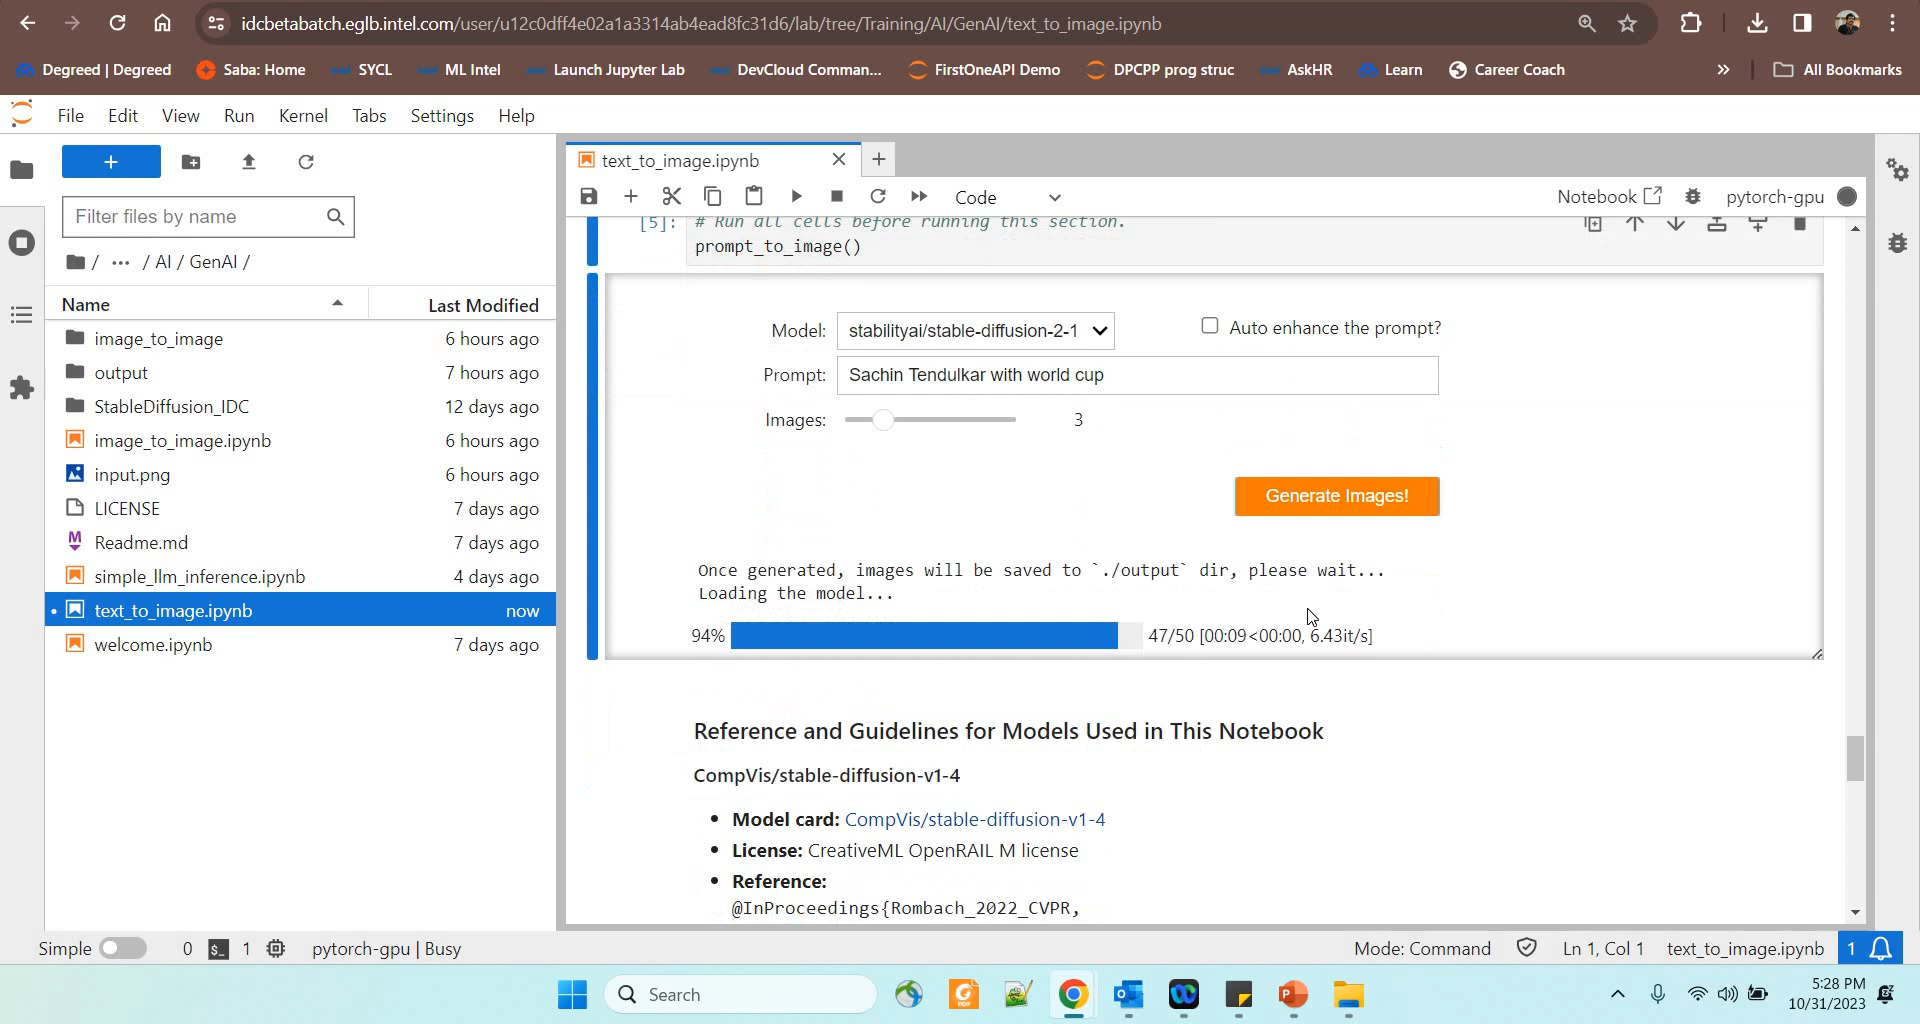 idcbetabatch.eglb.intel.com/user/u12c0dff4e02a1a3314ab4ead8fc31d6/lab/tree/Training/AI/GenAI/text_to_image.ipynb
Degreed | Degreed Saba: Home SYCL ML Intel Launch Jupyter Lab DevCloud Comman... FirstOneAPI Demo DPCPP prog struc AskHR Learn Career Coach » All Bookmarks
File Edit View Run Kernel Tabs Settings Help
text_to_image.ipynb
Code Notebook pytorch-gpu
Filter files by name
/ ··· / AI / GenAI /
Name Last Modified
image_to_image 6 hours ago
output 7 hours ago
StableDiffusion_IDC 12 days ago
image_to_image.ipynb 6 hours ago
input.png 6 hours ago
LICENSE 7 days ago
Readme.md 7 days ago
simple_llm_inference.ipynb 4 days ago
text_to_image.ipynb now
welcome.ipynb 7 days ago
[5]: # Run all cells before running this section.
prompt_to_image()
Model: stabilityai/stable-diffusion-2-1 Auto enhance the prompt?
Prompt: Sachin Tendulkar with world cup
Images: 3
Generate Images!
Once generated, images will be saved to `./output` dir, please wait...
Loading the model...
94% 47/50 [00:09<00:00, 6.43it/s]
Reference and Guidelines for Models Used in This Notebook
CompVis/stable-diffusion-v1-4
• Model card: CompVis/stable-diffusion-v1-4
• License: CreativeML OpenRAIL M license
• Reference:
@InProceedings{Rombach_2022_CVPR,
Simple 0 1 pytorch-gpu | Busy Mode: Command Ln 1, Col 1 text_to_image.ipynb 1
Search
5:28 PM
10/31/2023